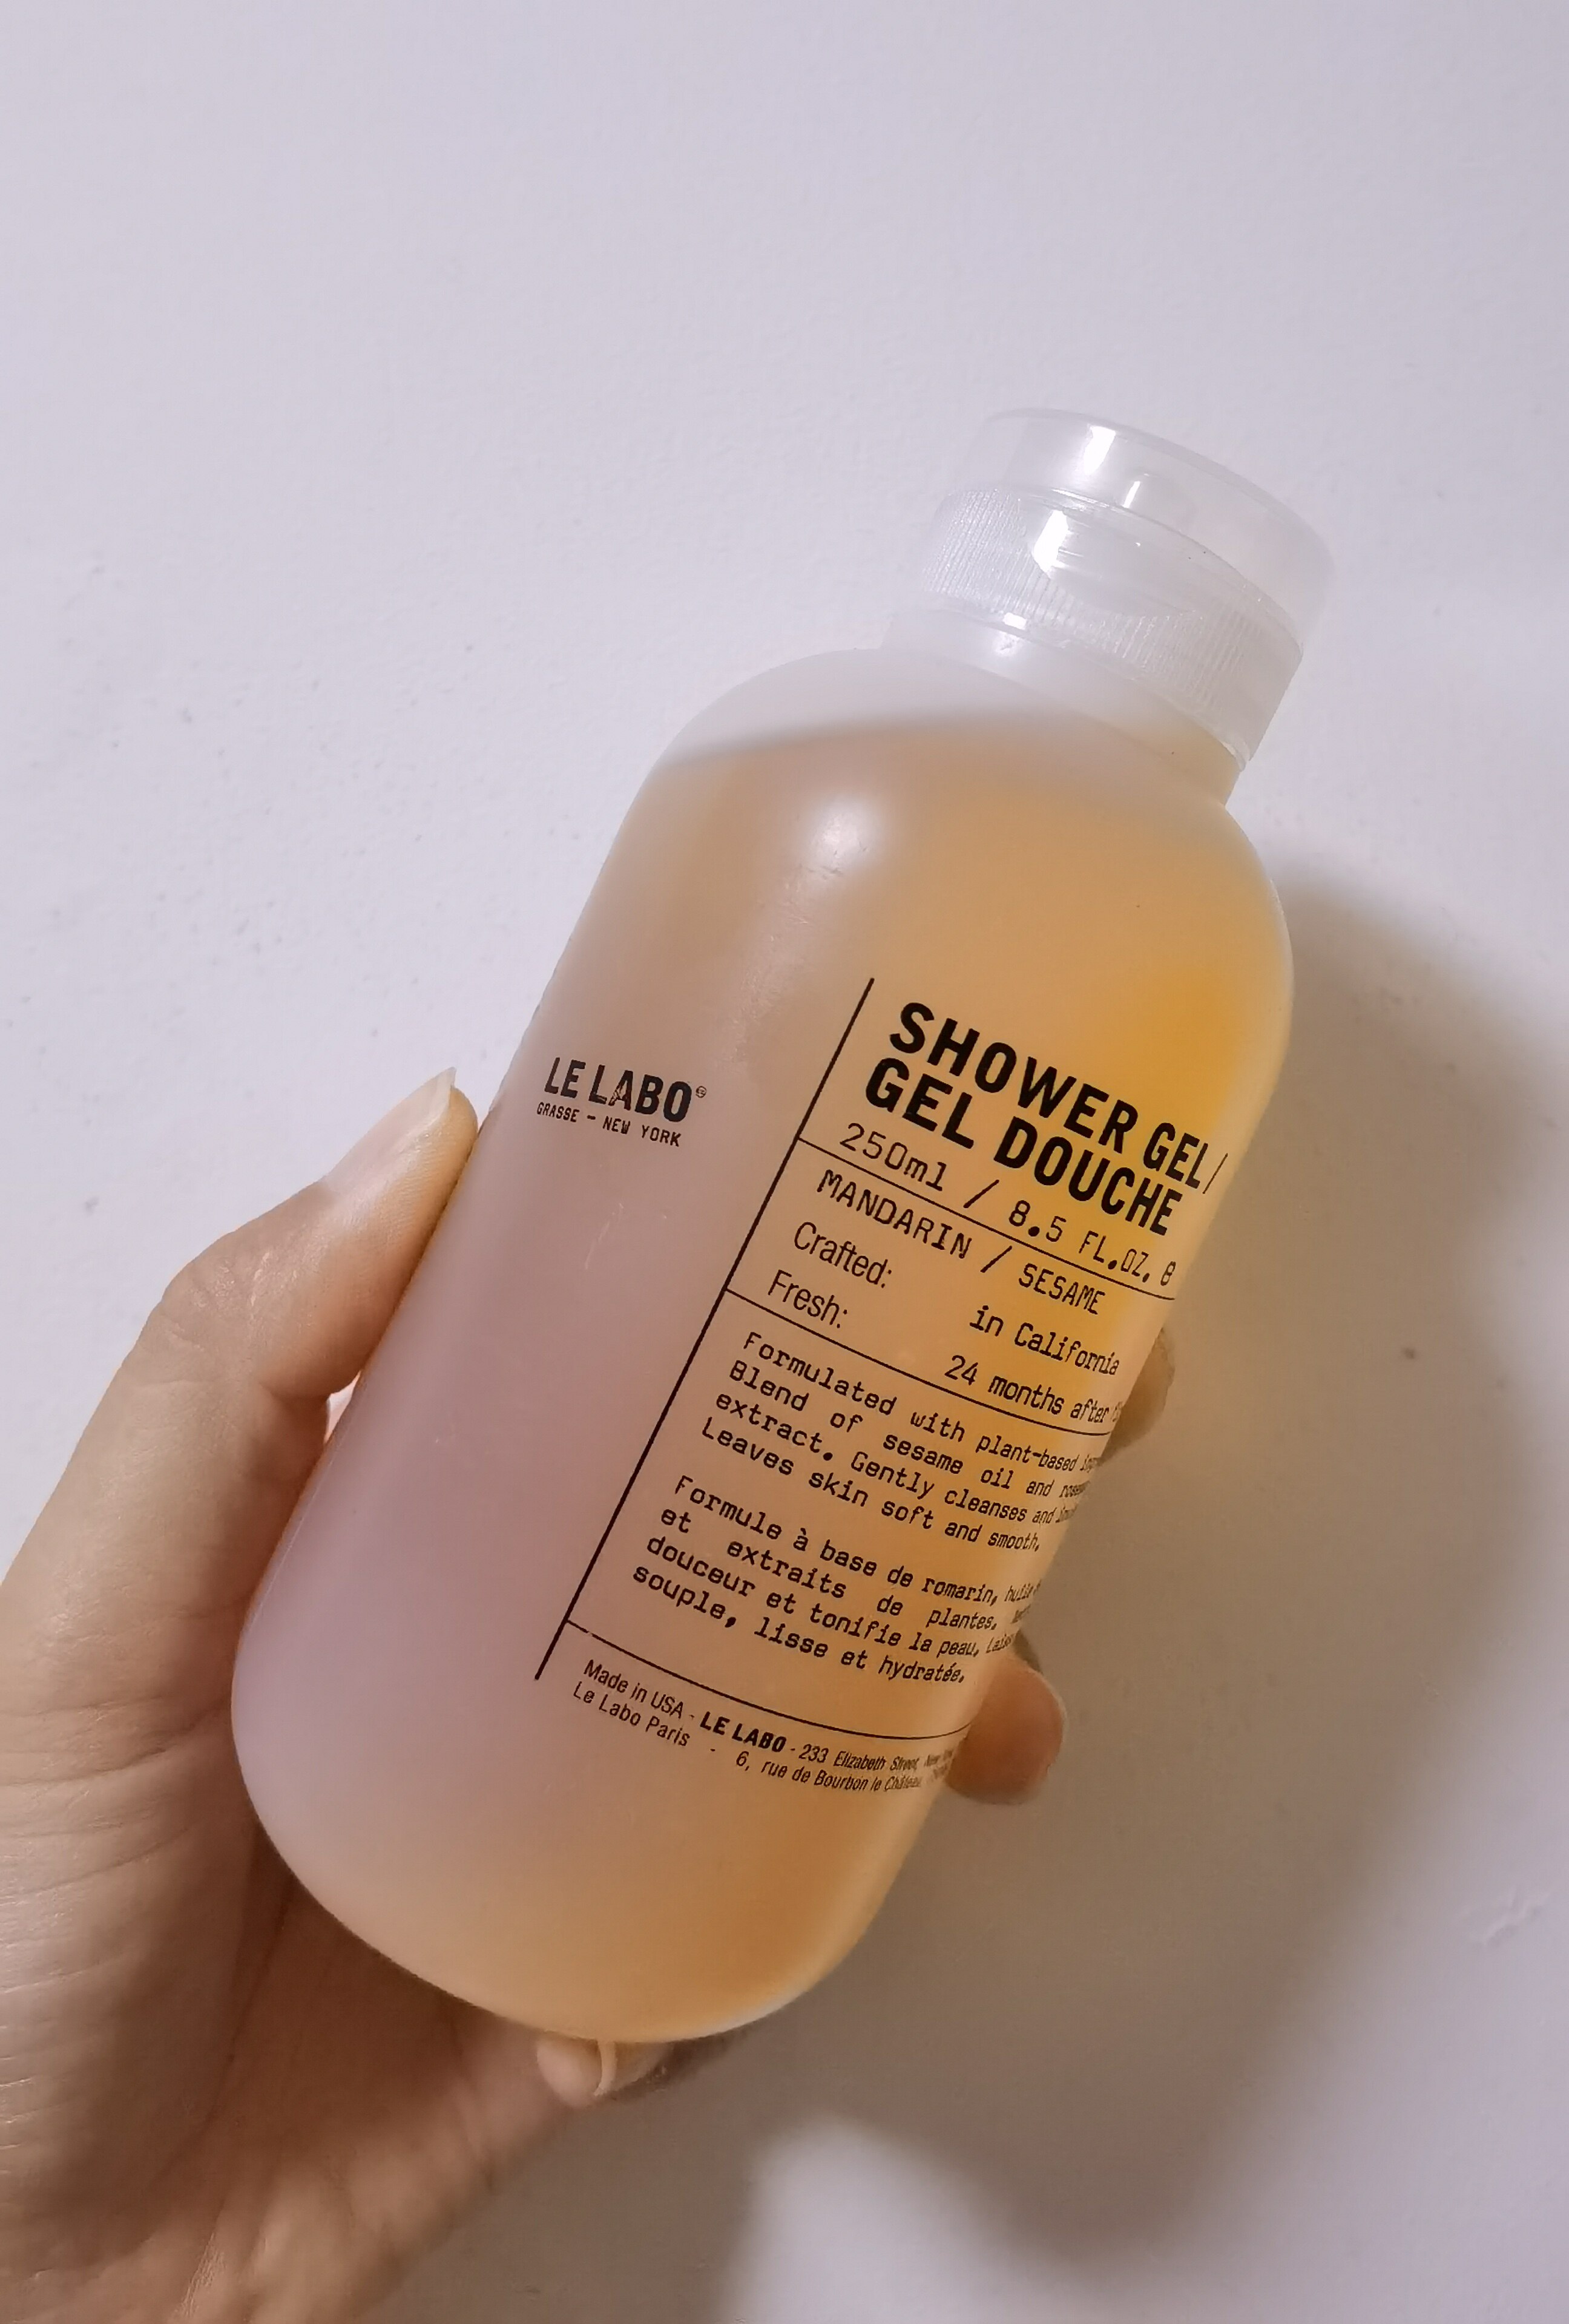 LE LABO
GRASSE - NEW YORK
SHOWER GEL/
GEL DOUCHE
250ml / 8.5 FL.OZ. ℮
MANDARIN / SESAME
Crafted: in California
Fresh: 24 months after
Formulated with plant-based
Blend of sesame oil and
extract. Gently cleanses and
Leaves skin soft and smooth.
Formule à base de romarin,
et extraits de plantes.
douceur et tonifie la peau.
souple, lisse et hydratée.
Made in USA - LE LABO - 233 Elizabeth Street, New
Le Labo Paris - 6, rue de Bourbon le Château,